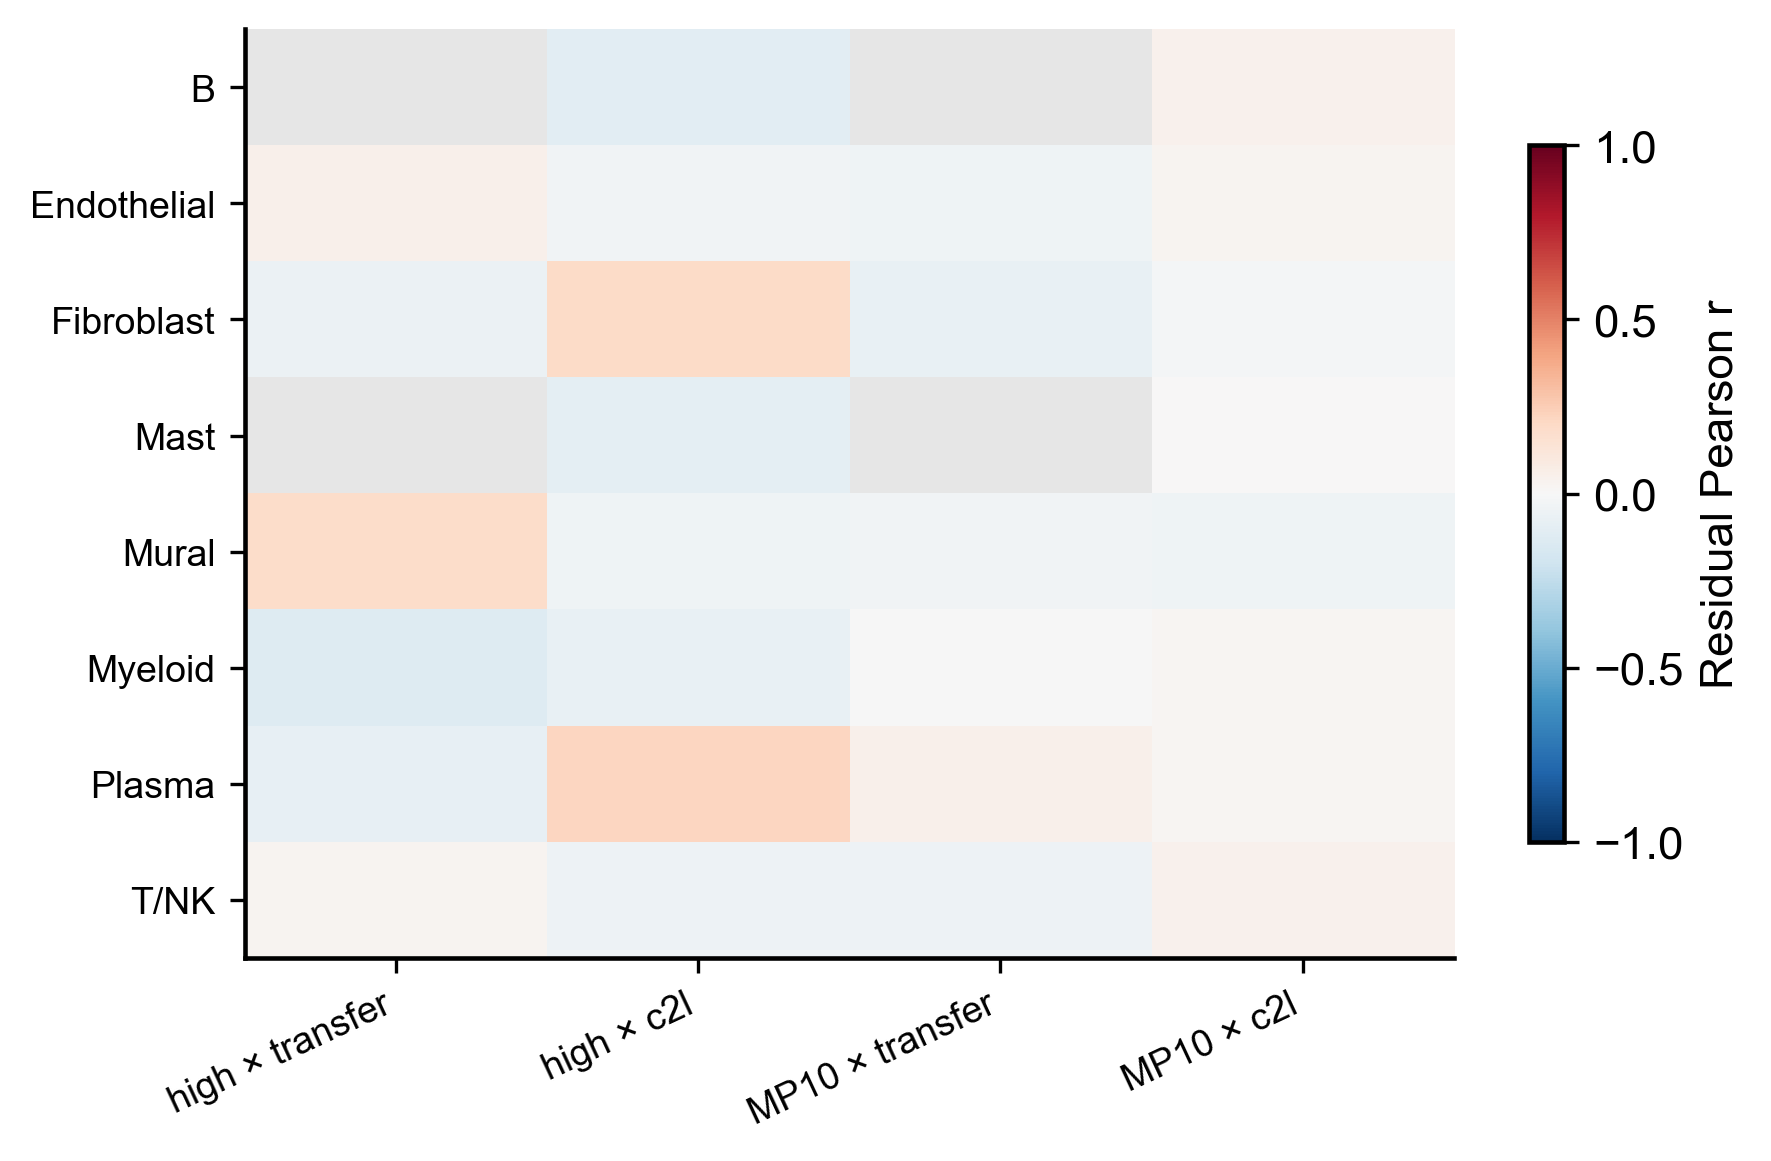 B
Endothelial
Fibroblast
Mast
Mural
Myeloid
Plasma
T/NK
high × transfer
high × c2l
MP10 × transfer
MP10 × c2l
1.0
0.5
0.0
−0.5
−1.0
Residual Pearson r